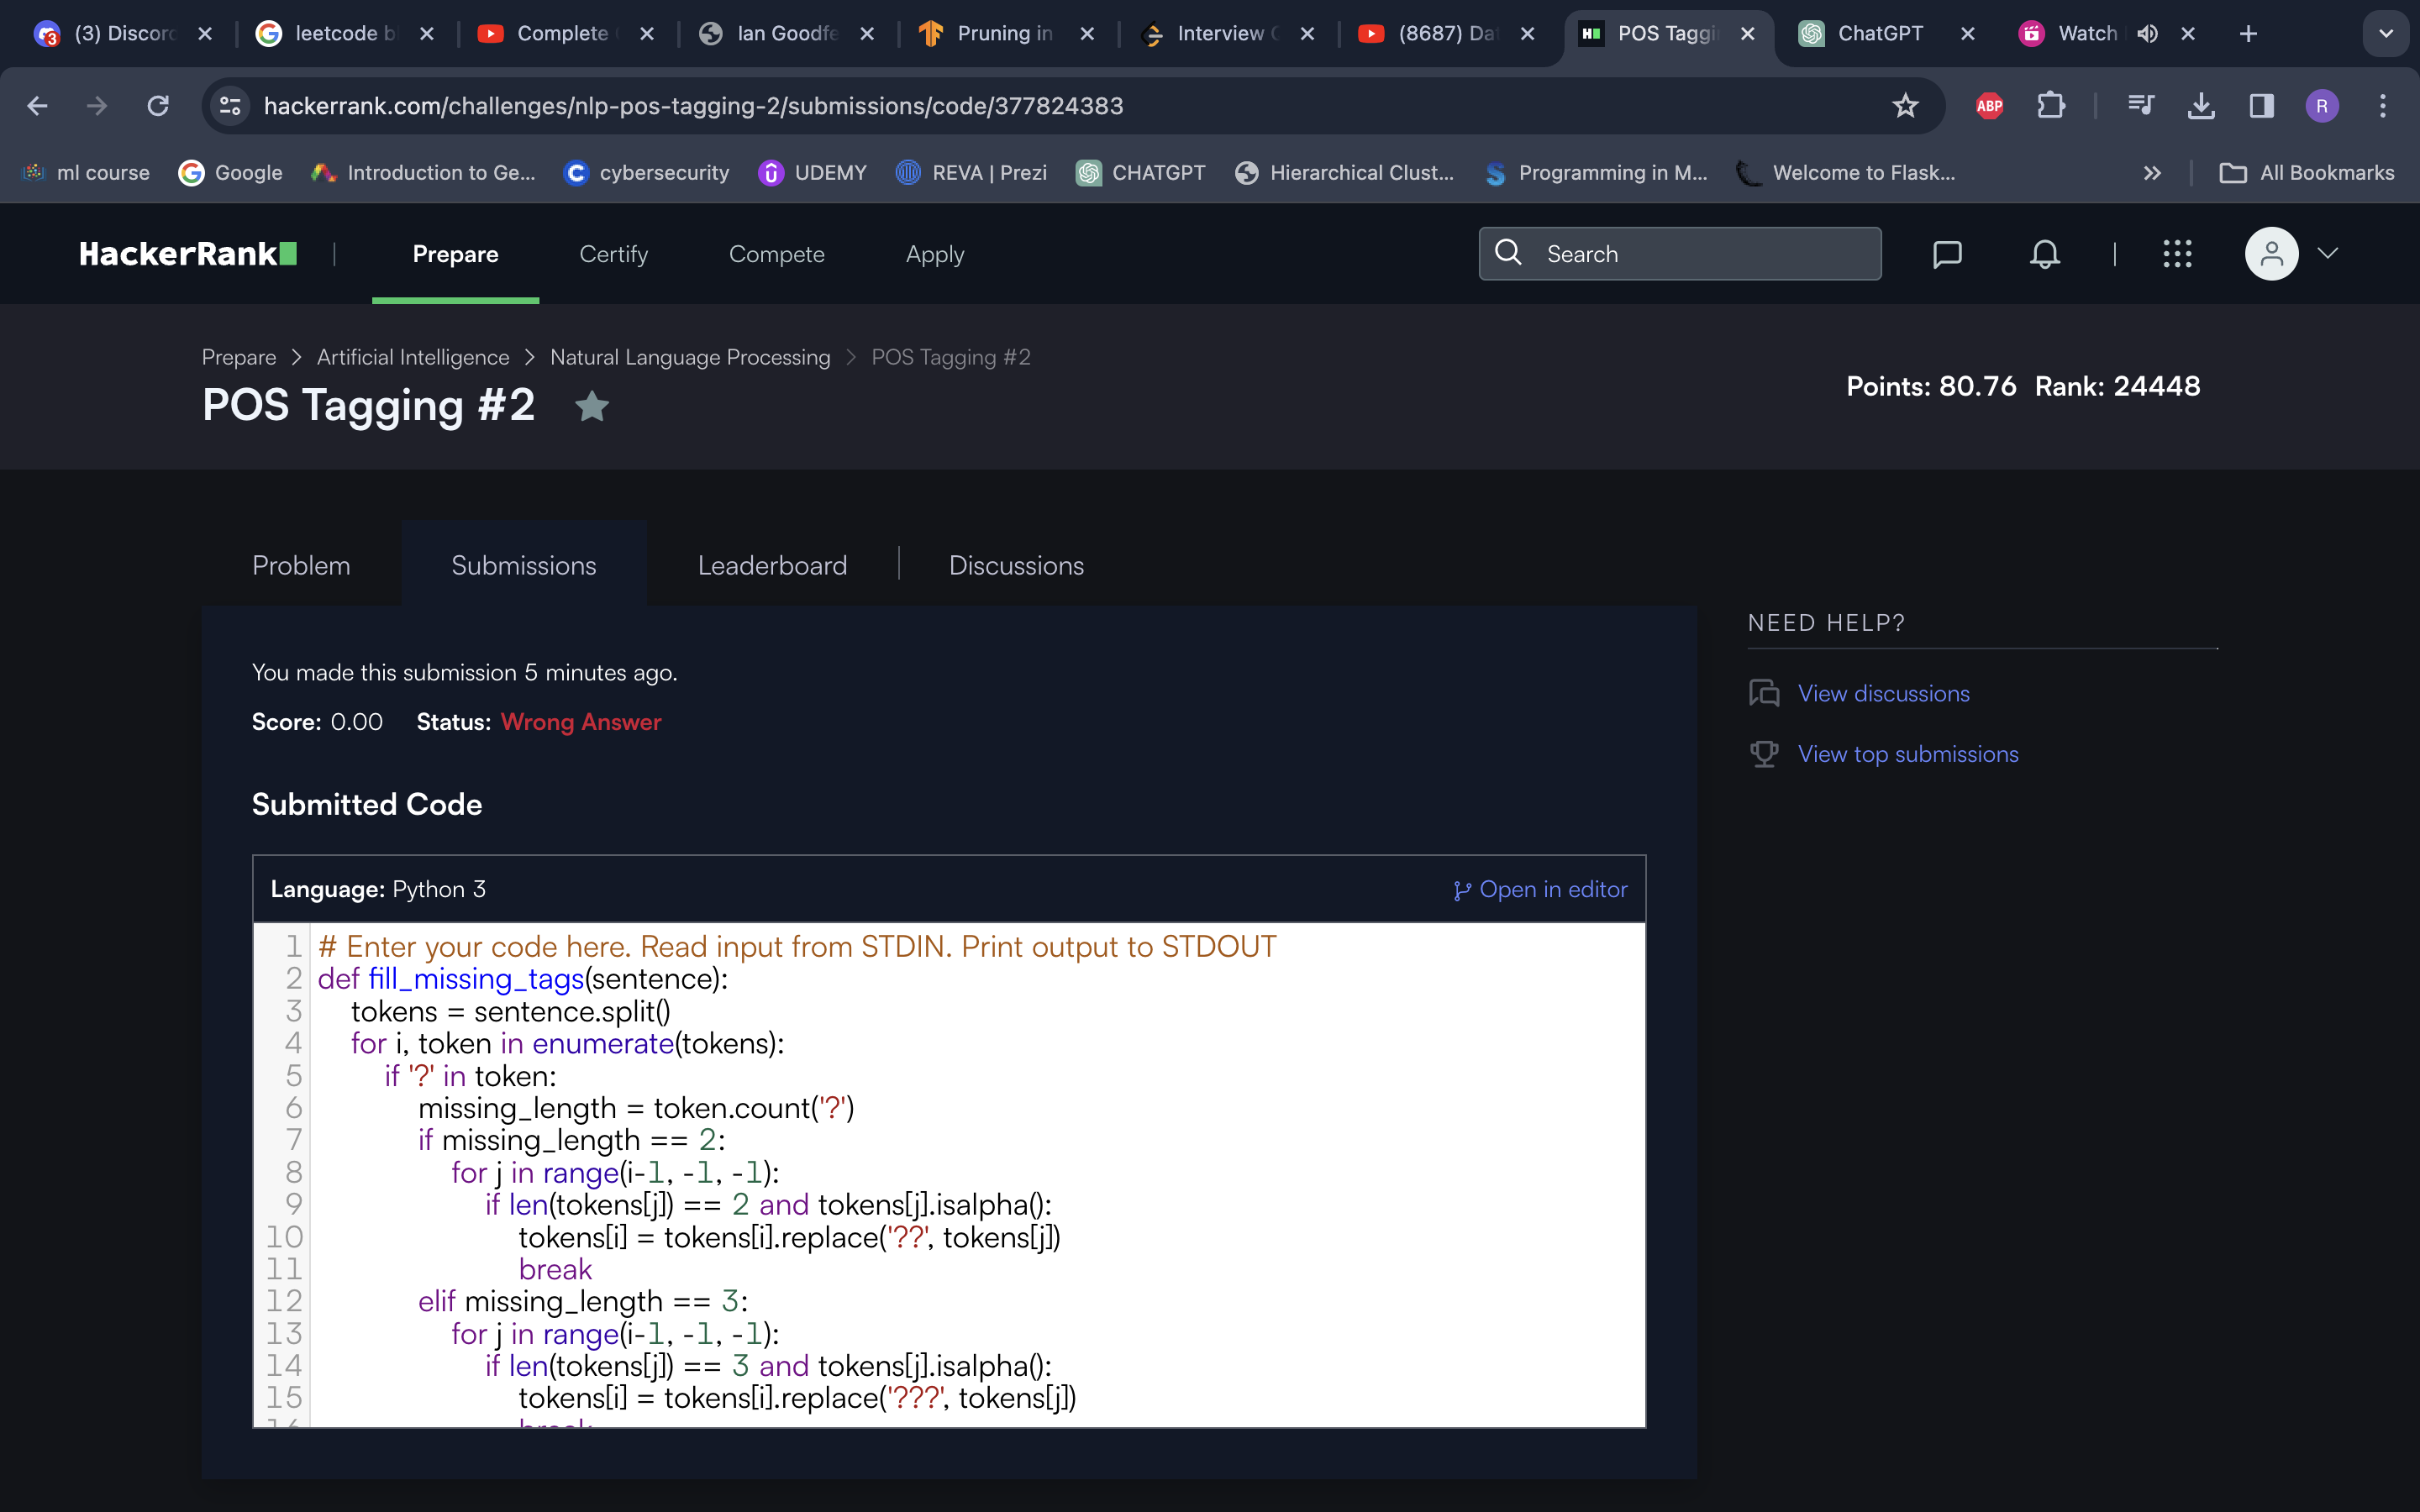 (3) Discord
leetcode b
Complete
Ian Goodfe
Pruning in
Interview
(8687) Dat
H
POS Taggi
ChatGPT
Watch
hackerrank.com/challenges/nlp-pos-tagging-2/submissions/code/377824383
ABP
R
ml course
Google
Introduction to Ge...
cybersecurity
UDEMY
REVA | Prezi
CHATGPT
Hierarchical Clust...
Programming in M...
Welcome to Flask...
All Bookmarks
HackerRank
Prepare
Certify
Compete
Apply
Search
Prepare > Artificial Intelligence > Natural Language Processing > POS Tagging #2
POS Tagging #2
Points: 80.76 Rank: 24448
Problem
Submissions
Leaderboard
Discussions
You made this submission 5 minutes ago.
Score: 0.00 Status: Wrong Answer
Submitted Code
Language: Python 3
Open in editor
1 # Enter your code here. Read input from STDIN. Print output to STDOUT
2 def fill_missing_tags(sentence):
3 tokens = sentence.split()
4 for i, token in enumerate(tokens):
5 if '?' in token:
6 missing_length = token.count('?')
7 if missing_length == 2:
8 for j in range(i-1, -1, -1):
9 if len(tokens[j]) == 2 and tokens[j].isalpha():
10 tokens[i] = tokens[i].replace('??', tokens[j])
11 break
12 elif missing_length == 3:
13 for j in range(i-1, -1, -1):
14 if len(tokens[j]) == 3 and tokens[j].isalpha():
15 tokens[i] = tokens[i].replace('???', tokens[j])
16 break
NEED HELP?
View discussions
View top submissions